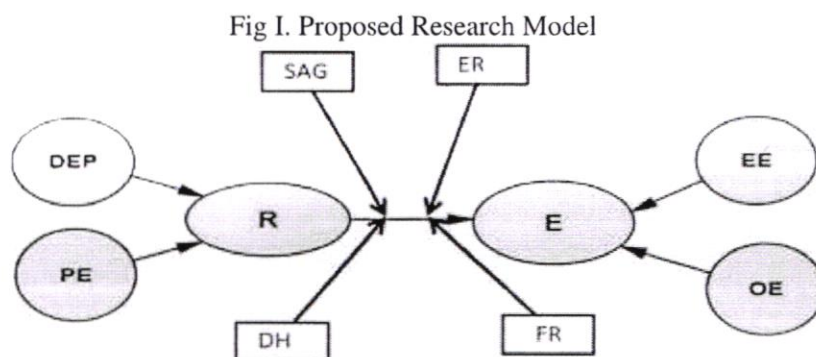 Fig I. Proposed Research Model
SAG
ER
DEP
EE
R
E
PE
OE
DH
FR